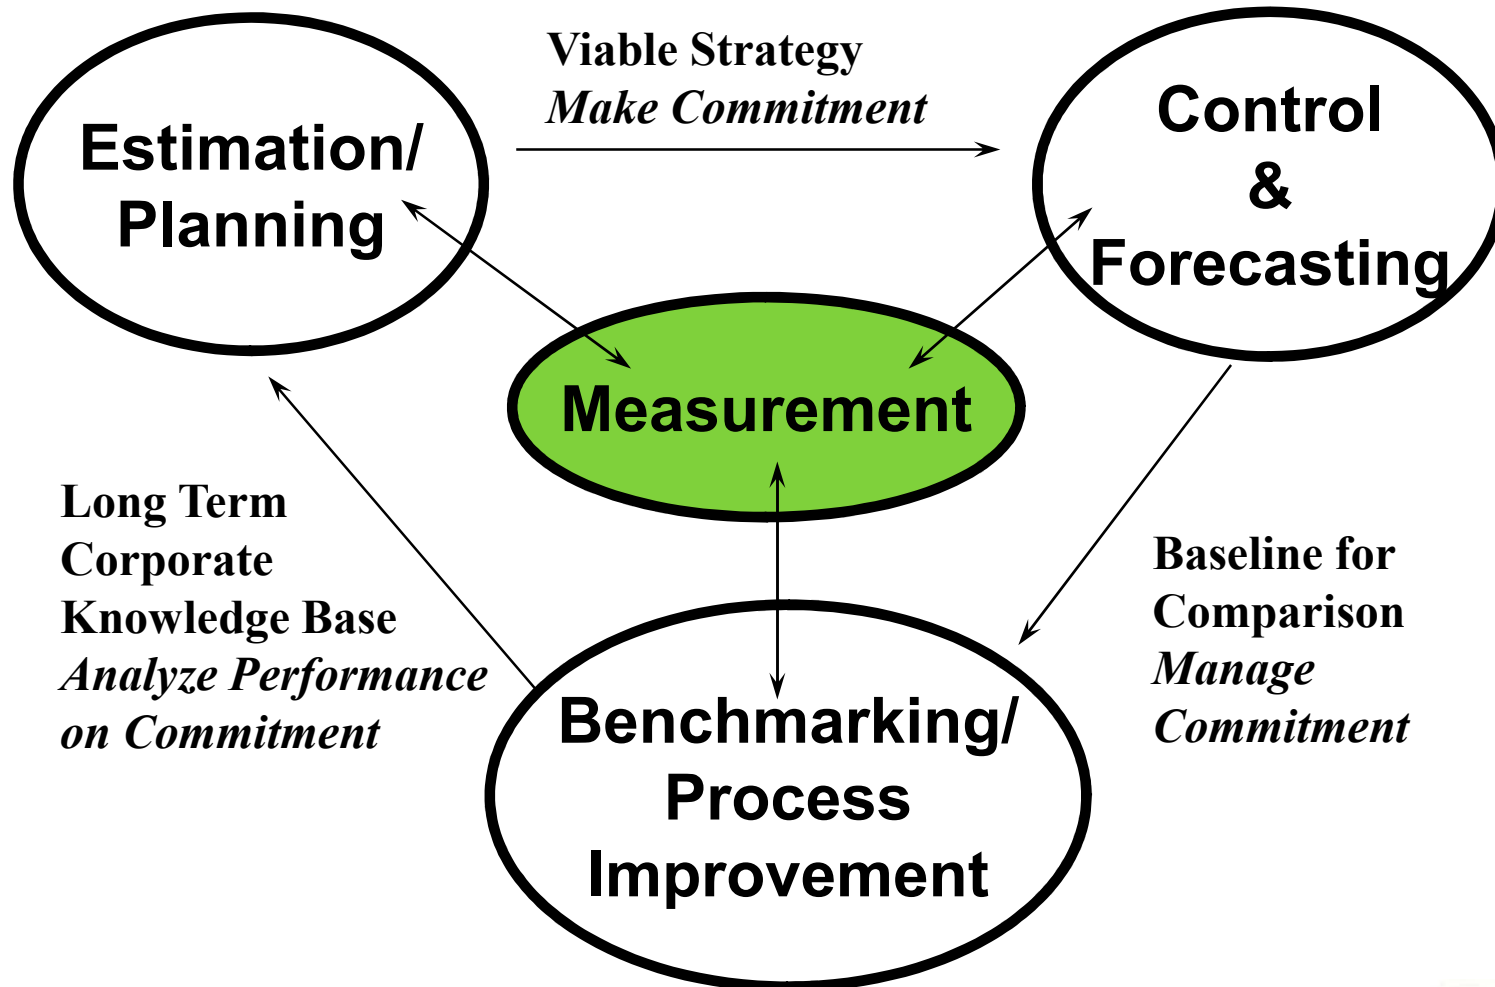 Viable Strategy
Make Commitment
Estimation/
Planning
Control
&
Forecasting
Measurement
Long Term
Corporate
Knowledge Base
Analyze Performance
on Commitment
Baseline for
Comparison
Manage
Commitment
Benchmarking/
Process
Improvement